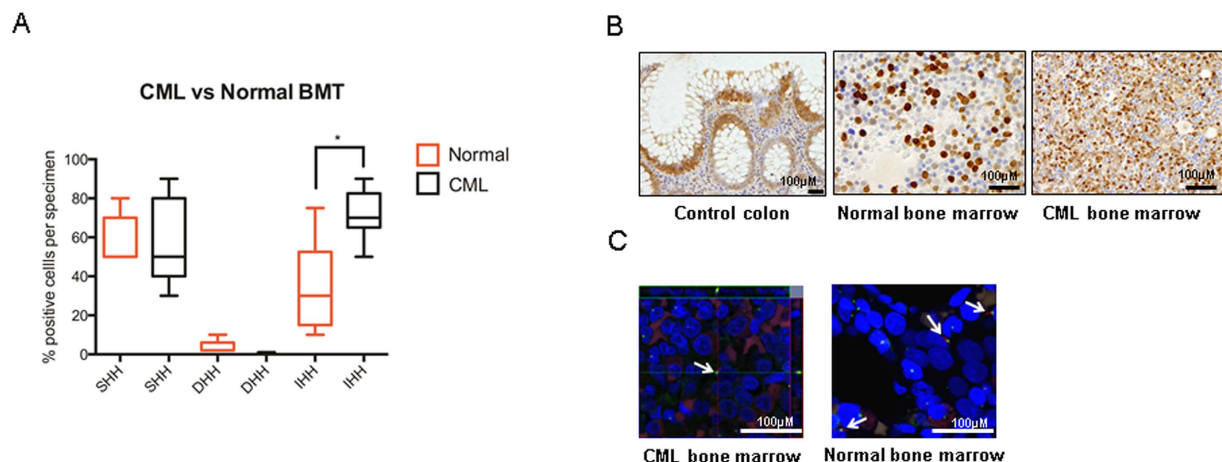 A
CML vs Normal BMT
% positive cellls per specimen
100
80
60
40
20
0
SHH
SHH
DHH
DHH
IHH
IHH
*
Normal
CML
B
100µM
100µM
100µM
Control colon
Normal bone marrow
CML bone marrow
C
100µM
100µM
CML bone marrow
Normal bone marrow